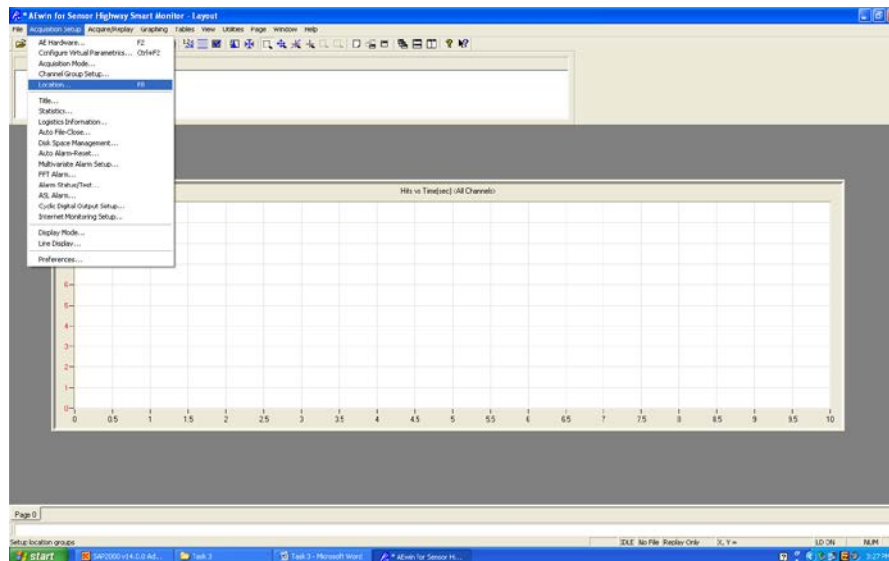 * AEwin for Sensor Highway Smart Monitor - Layout
File Acquisition Setup Acquire/Replay Graphing Tables View Utilities Page Window Help
AE Hardware... F2
Configure Virtual Parametrics... Ctrl+F2
Acquisition Mode...
Channel Group Setup...
Location... F8
Title...
Statistics...
Logistics Information...
Auto File-Close...
Disk Space Management...
Auto Alarm-Reset...
Multivariate Alarm Setup...
FFT Alarm...
Alarm Status/Test...
ASL Alarm...
Cyclic Digital Output Setup...
Internet Monitoring Setup...
Display Mode...
Line Display...
Preferences...
Hits vs Time(sec) <All Channels>
6
5
4
3
2
1
0
0 0.5 1 1.5 2 2.5 3 3.5 4 4.5 5 5.5 6 6.5 7 7.5 8 8.5 9 9.5 10
Page 0
Setup location groups
IDLE No File Replay Only X, Y = LD ON NUM
start SAP2000 v14.0.0 Ad... Task 3 Task 3 - Microsoft Word * AEwin for Sensor Hi... 3:27 PM